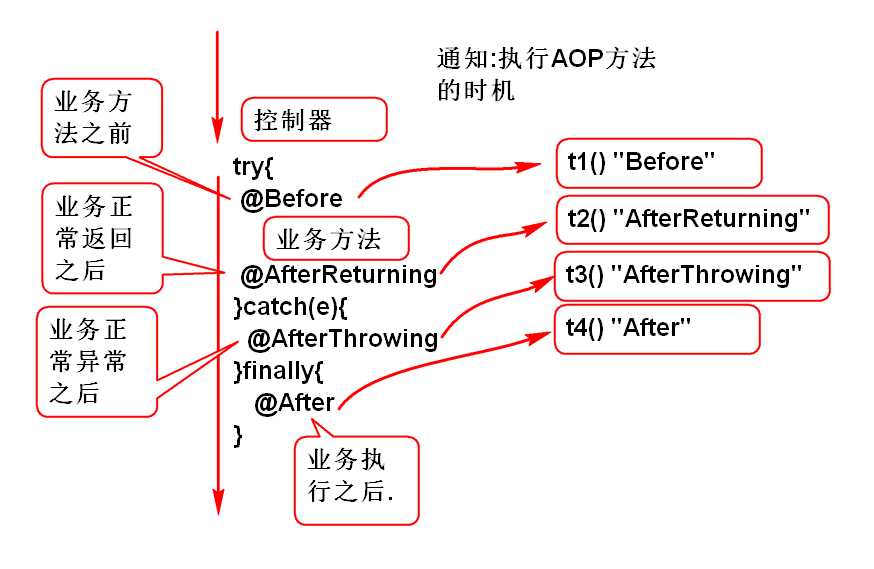 通知:执行AOP方法
的时机
业务方
法之前
控制器
try{
@Before
t1() "Before"
业务正
常返回
之后
业务方法
t2() "AfterReturning"
@AfterReturning
t3() "AfterThrowing"
}catch(e){
业务正
常异常
之后
@AfterThrowing
t4() "After"
}finally{
@After
}
业务执
行之后.